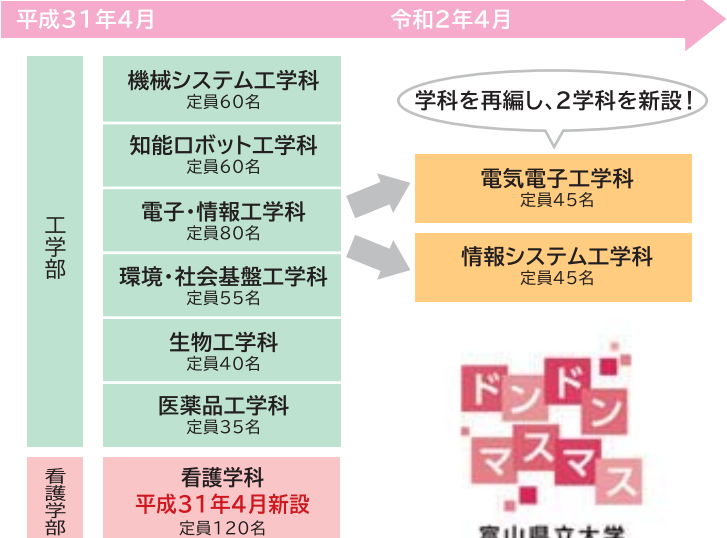 平成31年4月
令和2年4月
工学部
機械システム工学科
定員60名
知能ロボット工学科
定員60名
電子・情報工学科
定員80名
環境・社会基盤工学科
定員55名
生物工学科
定員40名
医薬品工学科
定員35名
学科を再編し、2学科を新設!
電気電子工学科
定員45名
情報システム工学科
定員45名
看護学部
看護学科
平成31年4月新設
定員120名
ドンドン
マスマス
富山県立大学